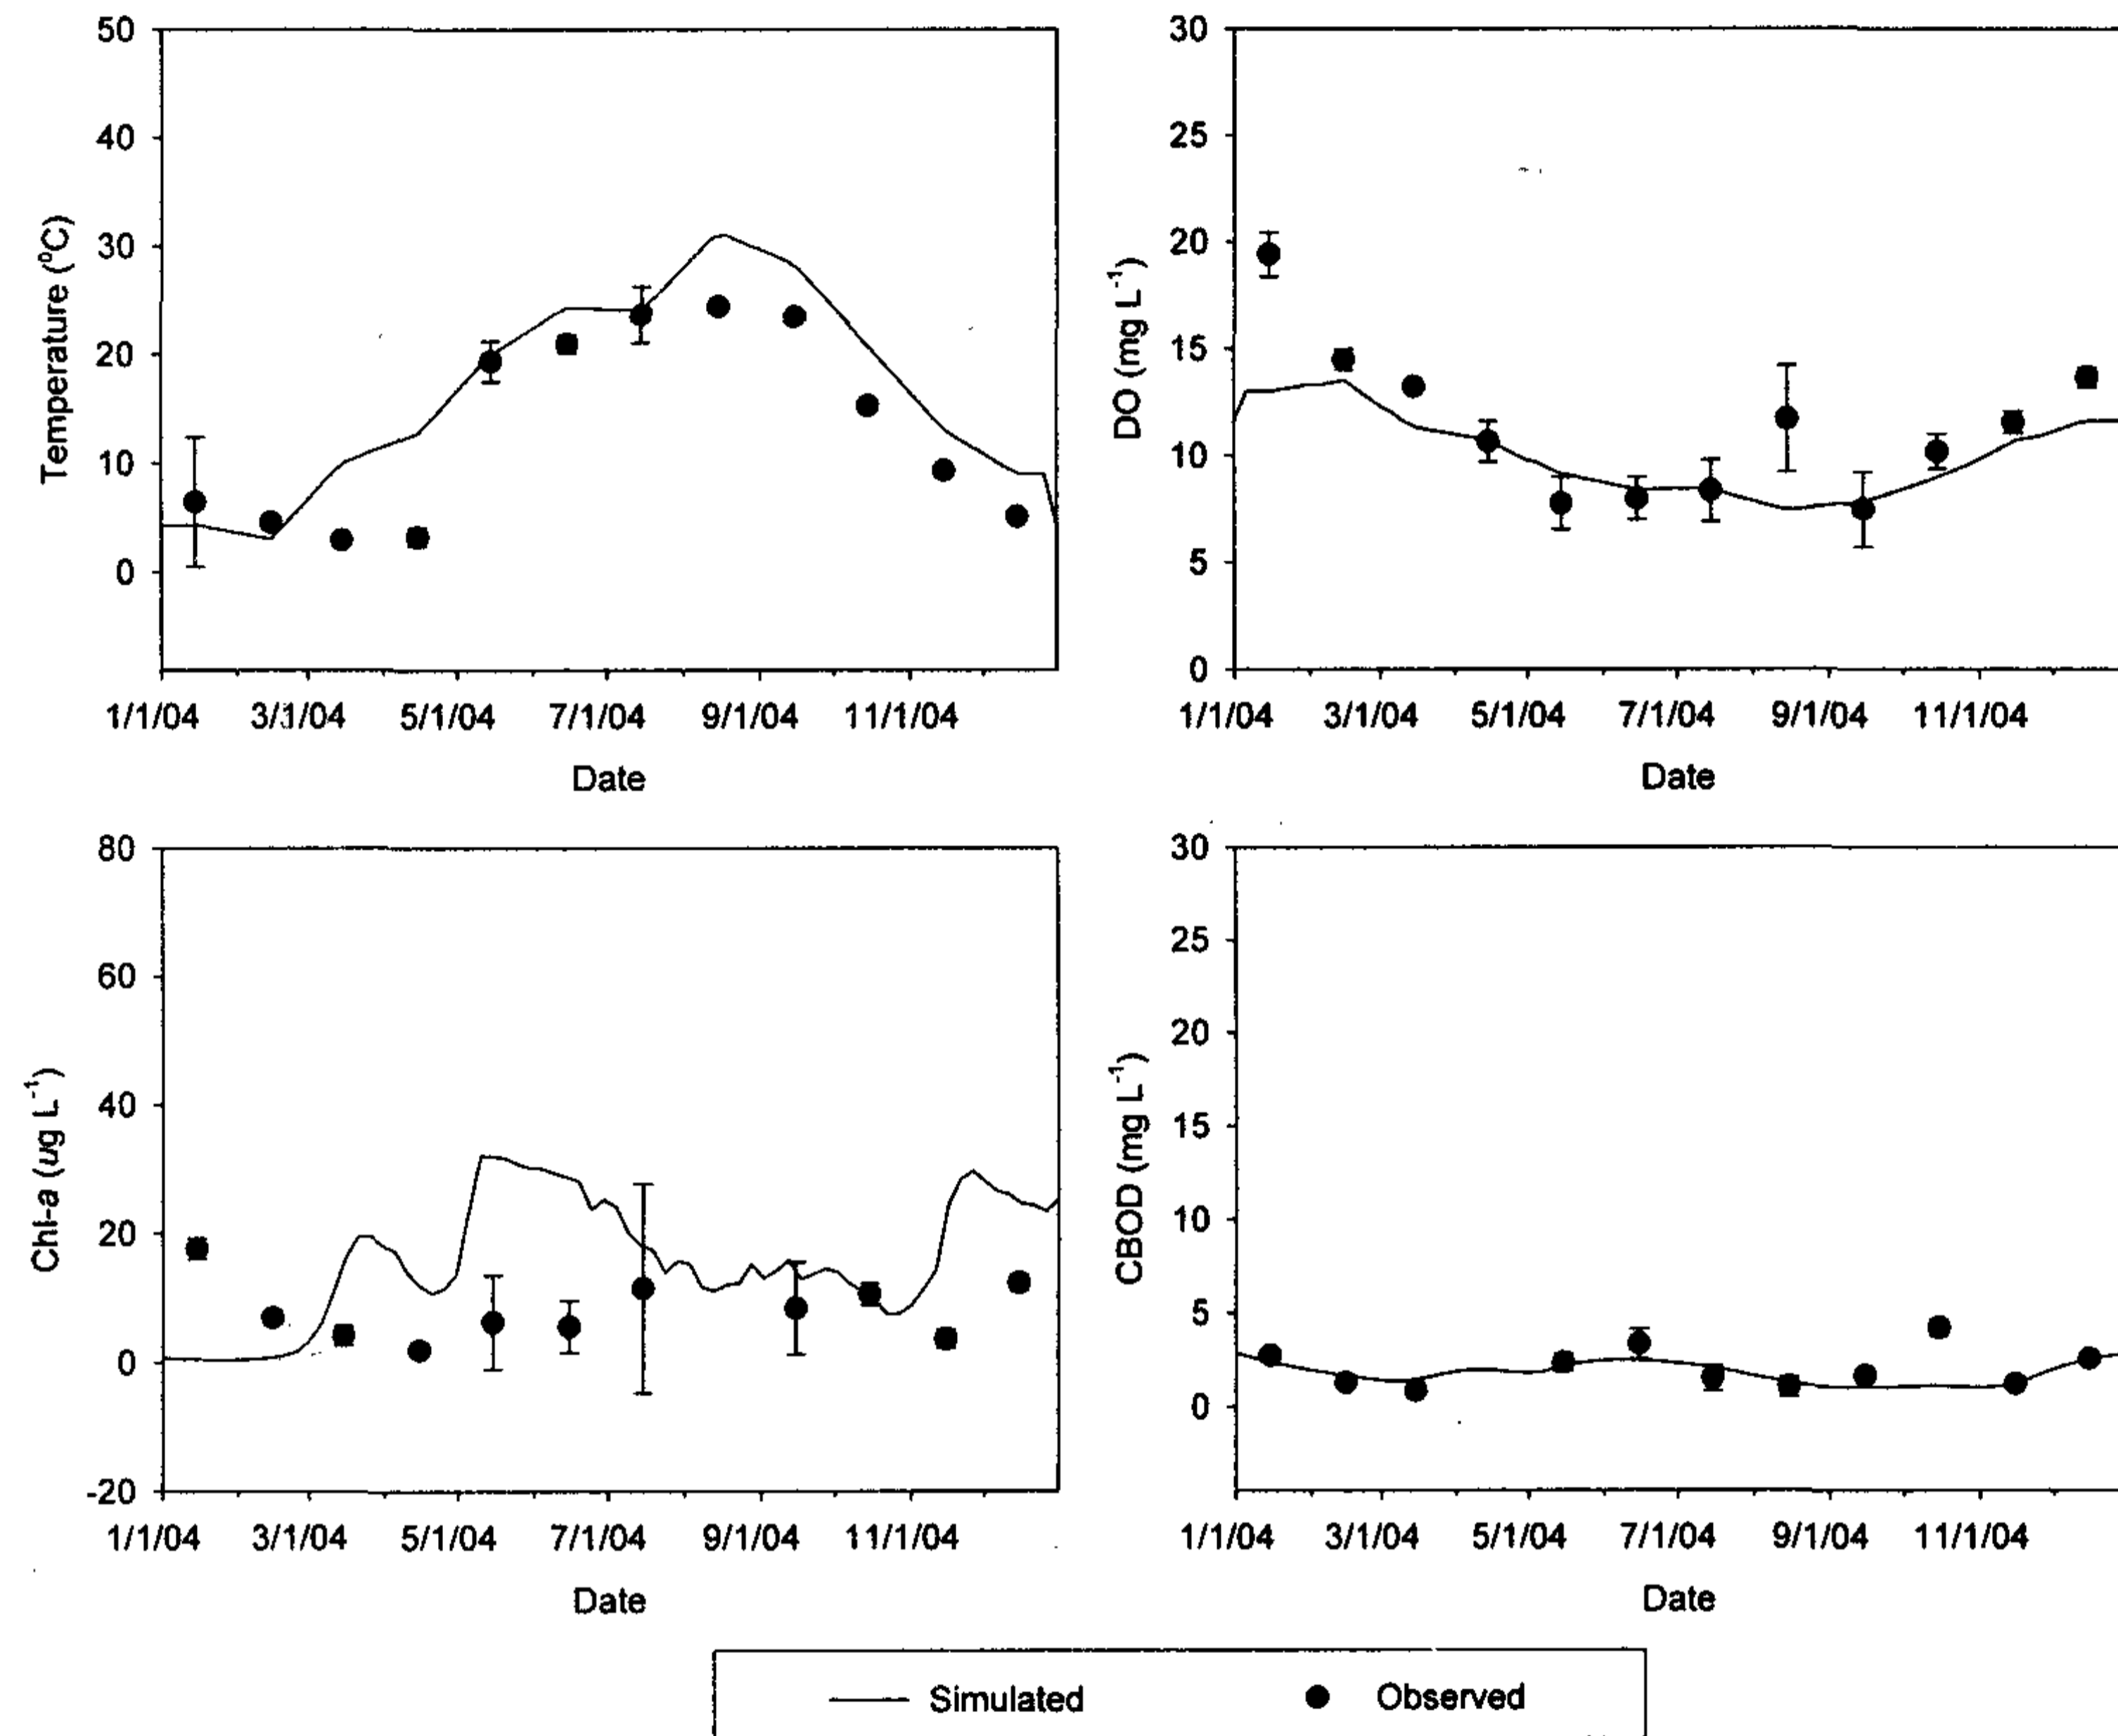 50
40
30
20
10
0
Temperature (⁰C)
1/1/04 3/1/04 5/1/04 7/1/04 9/1/04 11/1/04
Date
30
25
20
15
10
5
0
DO (mg L⁻¹)
1/1/04 3/1/04 5/1/04 7/1/04 9/1/04 11/1/04
Date
80
60
40
20
0
-20
Chl-a (ug L⁻¹)
1/1/04 3/1/04 5/1/04 7/1/04 9/1/04 11/1/04
Date
30
25
20
15
10
5
0
CBOD (mg L⁻¹)
1/1/04 3/1/04 5/1/04 7/1/04 9/1/04 11/1/04
Date
Simulated Observed